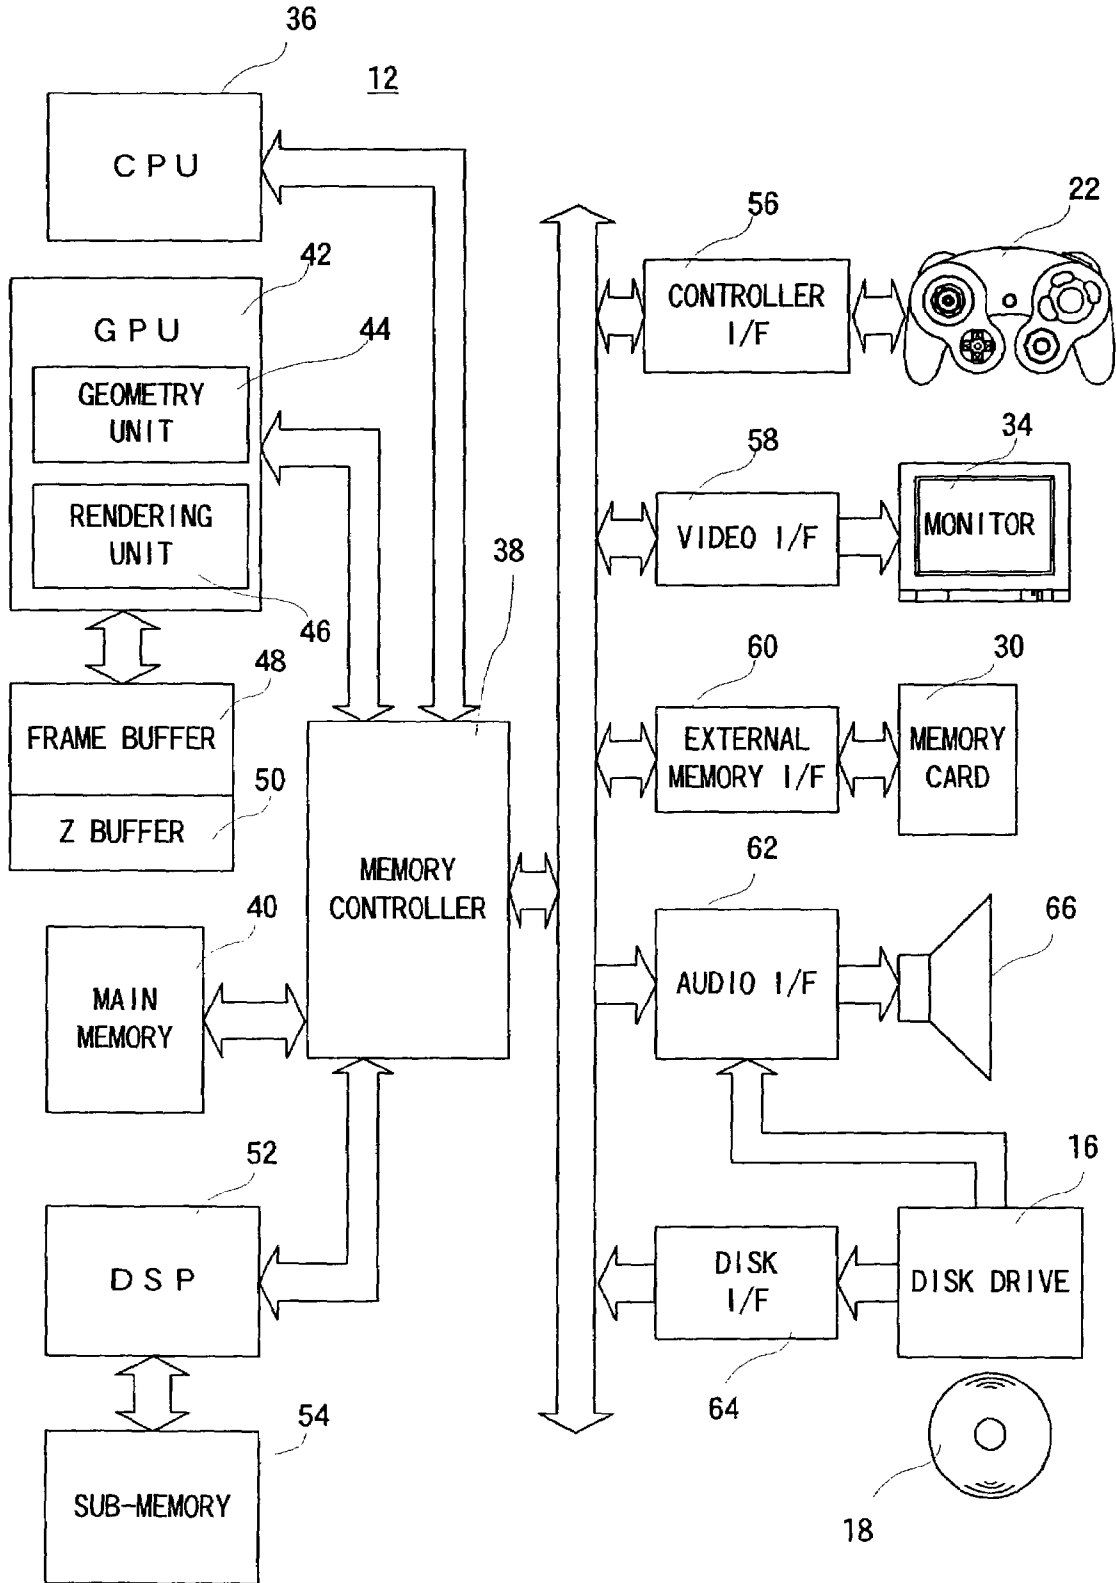 36
12
CPU
42
GPU
44
GEOMETRY
UNIT
RENDERING
UNIT
46
48
FRAME BUFFER
50
Z BUFFER
38
MEMORY
CONTROLLER
40
MAIN
MEMORY
52
DSP
54
SUB-MEMORY
56
CONTROLLER
I/F
22
58
VIDEO I/F
34
MONITOR
60
EXTERNAL
MEMORY I/F
30
MEMORY
CARD
62
AUDIO I/F
66
16
DISK
I/F
64
DISK DRIVE
18